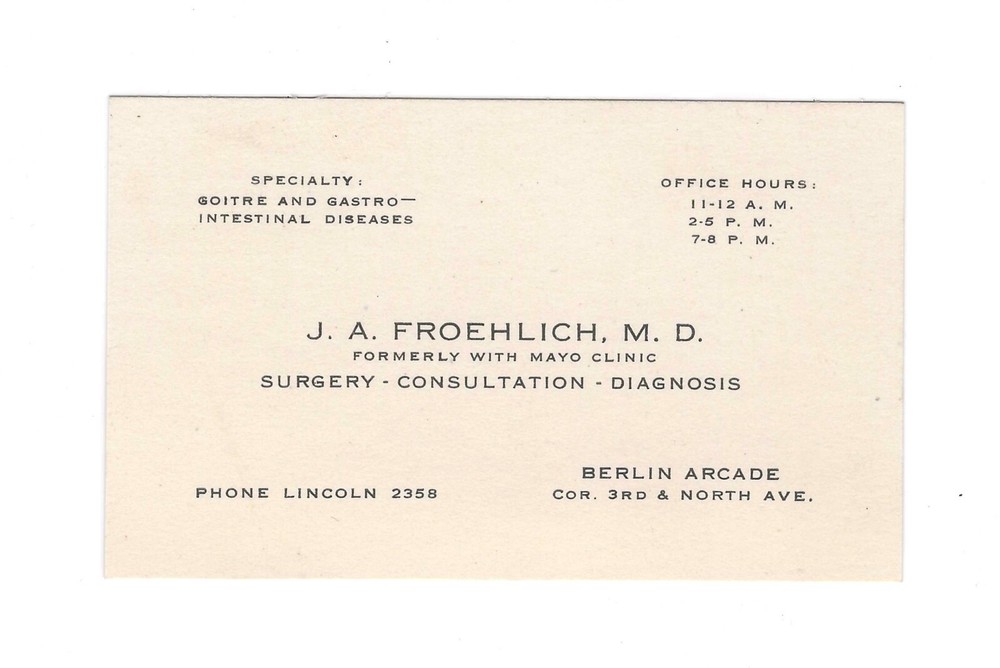 SPECIALTY:
GOITRE AND GASTRO—
INTESTINAL DISEASES
OFFICE HOURS:
11-12 A. M.
2-5 P. M.
7-8 P. M.
J. A. FROEHLICH, M. D.
FORMERLY WITH MAYO CLINIC
SURGERY - CONSULTATION - DIAGNOSIS
PHONE LINCOLN 2358
BERLIN ARCADE
COR. 3RD & NORTH AVE.